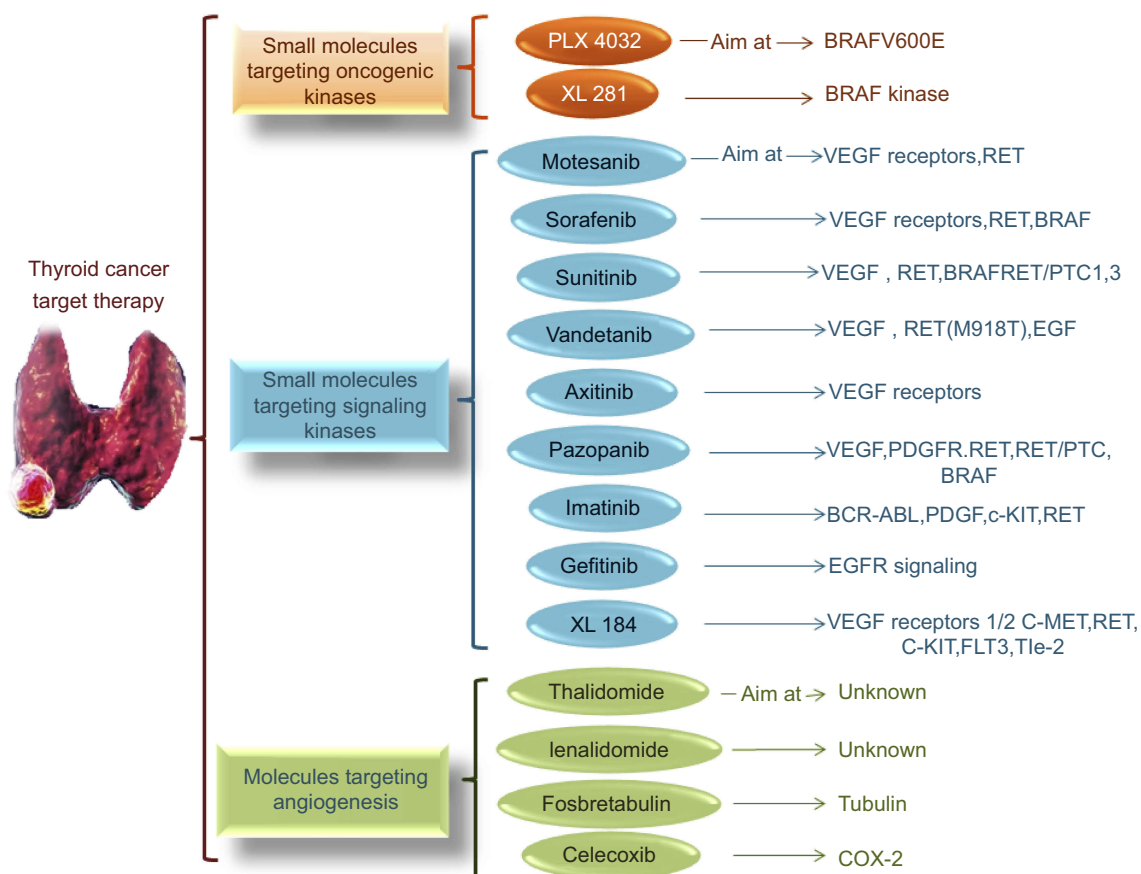 Thyroid cancer
target therapy
Small molecules
targeting oncogenic
kinases
PLX 4032
Aim at
BRAFV600E
XL 281
BRAF kinase
Small molecules
targeting signaling
kinases
Motesanib
Aim at
VEGF receptors,RET
Sorafenib
VEGF receptors,RET,BRAF
Sunitinib
VEGF , RET,BRAFRET/PTC1,3
Vandetanib
VEGF , RET(M918T),EGF
Axitinib
VEGF receptors
Pazopanib
VEGF,PDGFR.RET,RET/PTC,
BRAF
Imatinib
BCR-ABL,PDGF,c-KIT,RET
Gefitinib
EGFR signaling
XL 184
VEGF receptors 1/2 C-MET,RET,
C-KIT,FLT3,TIe-2
Molecules targeting
angiogenesis
Thalidomide
Aim at
Unknown
lenalidomide
Unknown
Fosbretabulin
Tubulin
Celecoxib
COX-2